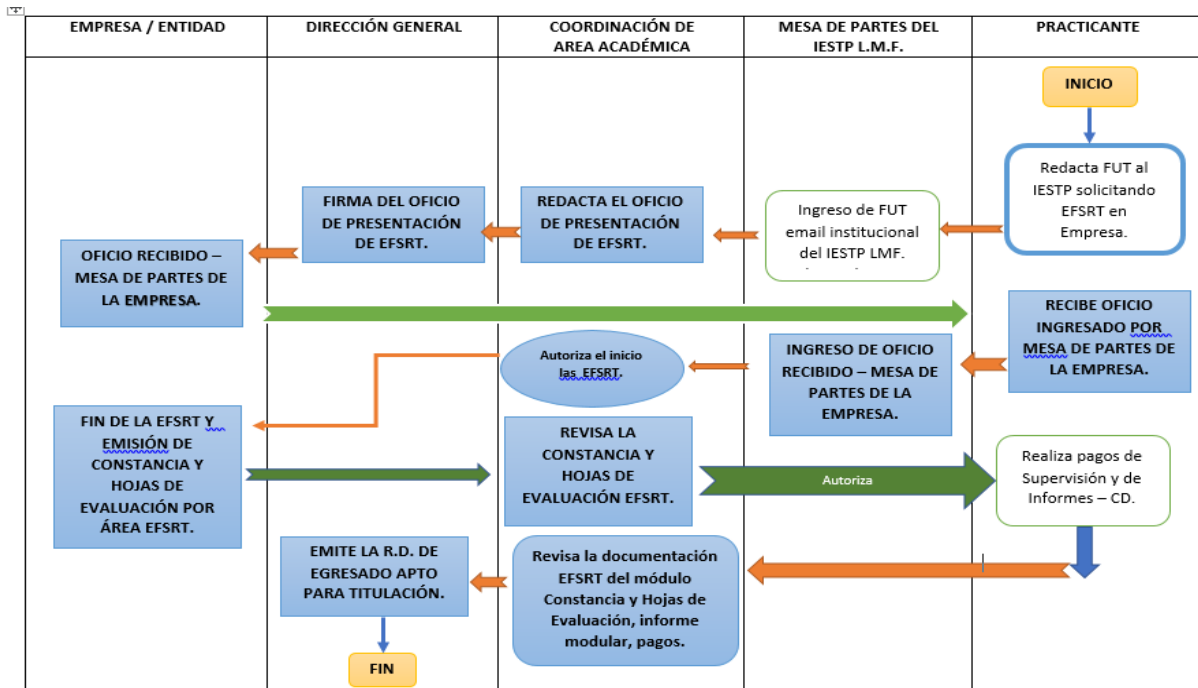 EMPRESA / ENTIDAD
DIRECCIÓN GENERAL
COORDINACIÓN DE
AREA ACADÉMICA
MESA DE PARTES DEL
IESTP L.M.F.
PRACTICANTE
INICIO
Redacta FUT al
IESTP solicitando
EFSRT en
Empresa.
Ingreso de FUT
email institucional
del IESTP LMF.
REDACTA EL OFICIO
DE PRESENTACIÓN
DE EFSRT.
FIRMA DEL OFICIO
DE PRESENTACIÓN
DE EFSRT.
OFICIO RECIBIDO –
MESA DE PARTES DE
LA EMPRESA.
RECIBE OFICIO
INGRESADO POR
MESA DE PARTES DE
LA EMPRESA.
INGRESO DE OFICIO
RECIBIDO – MESA DE
PARTES DE LA
EMPRESA.
Autoriza el inicio
las EFSRT.
FIN DE LA EFSRT Y
EMISIÓN DE
CONSTANCIA Y
HOJAS DE
EVALUACIÓN POR
ÁREA EFSRT.
REVISA LA
CONSTANCIA Y
HOJAS DE
EVALUACIÓN EFSRT.
Autoriza
Realiza pagos de
Supervisión y de
Informes – CD.
Revisa la documentación
EFSRT del módulo
Constancia y Hojas de
Evaluación, informe
modular, pagos.
EMITE LA R.D. DE
EGRESADO APTO
PARA TITULACIÓN.
FIN